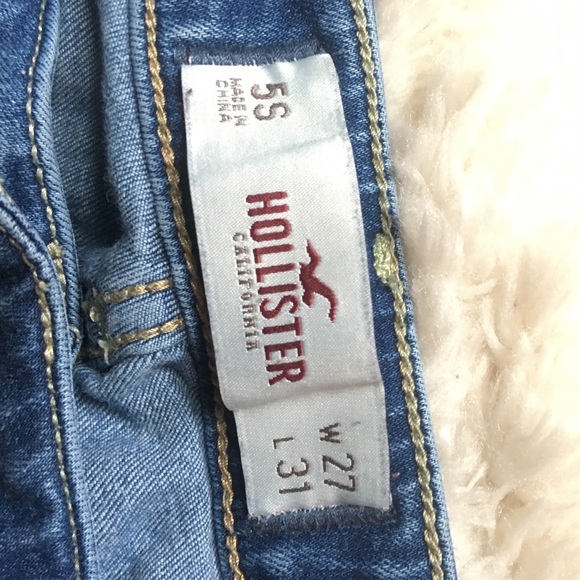 5S
MADE IN
CHINA
HOLLISTER
CALIFORNIA
W 27
L 31